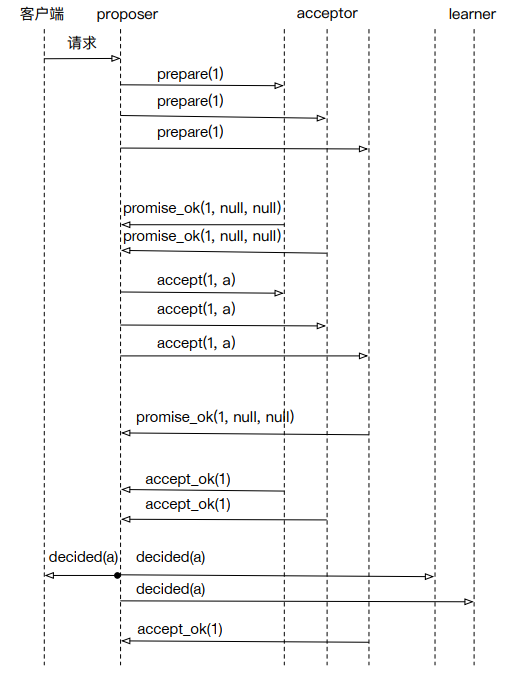 客户端 proposer acceptor learner
请求
prepare(1)
prepare(1)
prepare(1)
promise_ok(1, null, null)
promise_ok(1, null, null)
accept(1, a)
accept(1, a)
accept(1, a)
promise_ok(1, null, null)
accept_ok(1)
accept_ok(1)
decided(a) decided(a)
decided(a)
accept_ok(1)